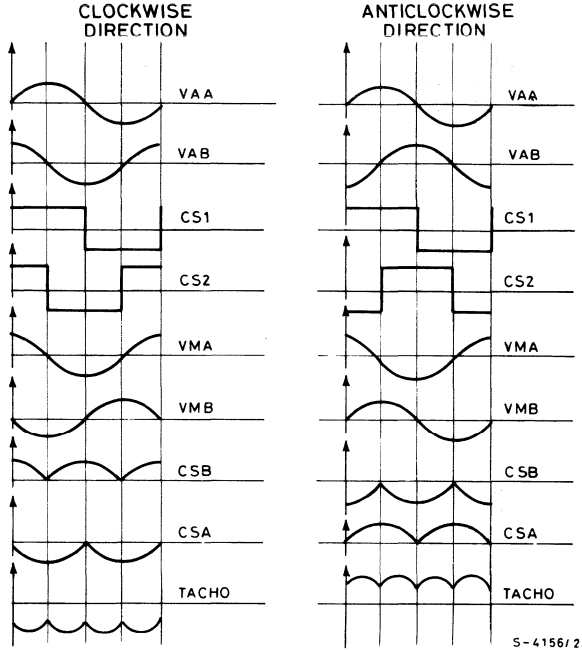 CLOCKWISE
DIRECTION
VAA
VAB
CS1
CS2
VMA
VMB
CSB
CSA
TACHO
ANTICLOCKWISE
DIRECTION
VAA
VAB
CS1
CS2
VMA
VMB
CSB
CSA
TACHO
S-4156/2